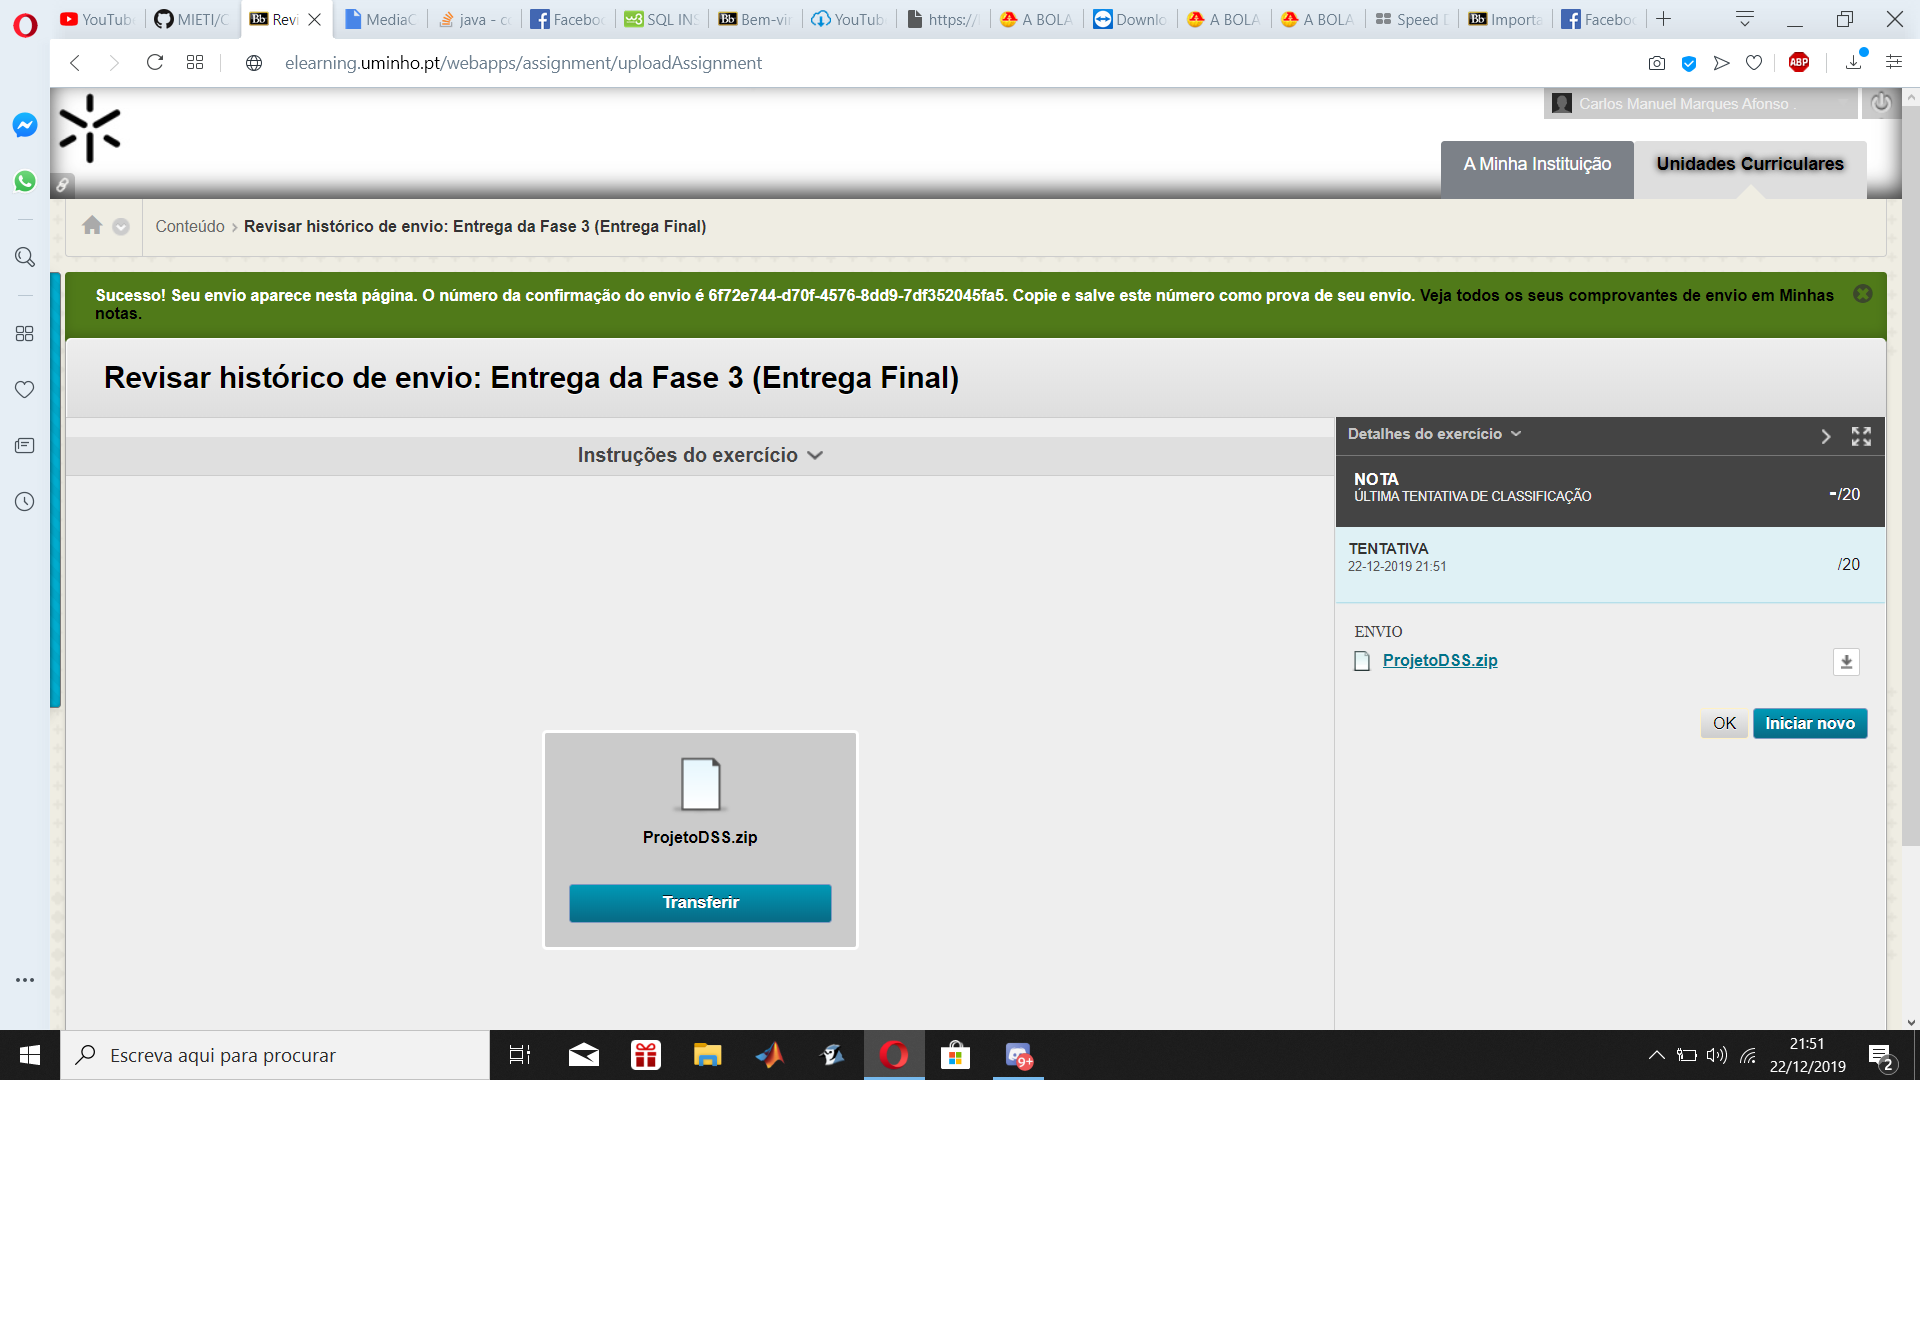 YouTub
MIETI/C
Revi
MediaC
java - co
Faceboo
SQL INS
Bem-vi
YouTub
https://
A BOLA
Downlo
A BOLA
A BOLA
Speed D
Importa
Faceboo
elearning.uminho.pt/webapps/assignment/uploadAssignment
Carlos Manuel Marques Afonso .
A Minha Instituição
Unidades Curriculares
Conteúdo › Revisar histórico de envio: Entrega da Fase 3 (Entrega Final)
Sucesso! Seu envio aparece nesta página. O número da confirmação do envio é 6f72e744-d70f-4576-8dd9-7df352045fa5. Copie e salve este número como prova de seu envio. Veja todos os seus comprovantes de envio em Minhas
notas.
Revisar histórico de envio: Entrega da Fase 3 (Entrega Final)
Instruções do exercício
ProjetoDSS.zip
Transferir
Detalhes do exercício
NOTA
ÚLTIMA TENTATIVA DE CLASSIFICAÇÃO
-/20
TENTATIVA
22-12-2019 21:51
/20
ENVIO
ProjetoDSS.zip
OK
Iniciar novo
Escreva aqui para procurar
9+
21:51
22/12/2019
2